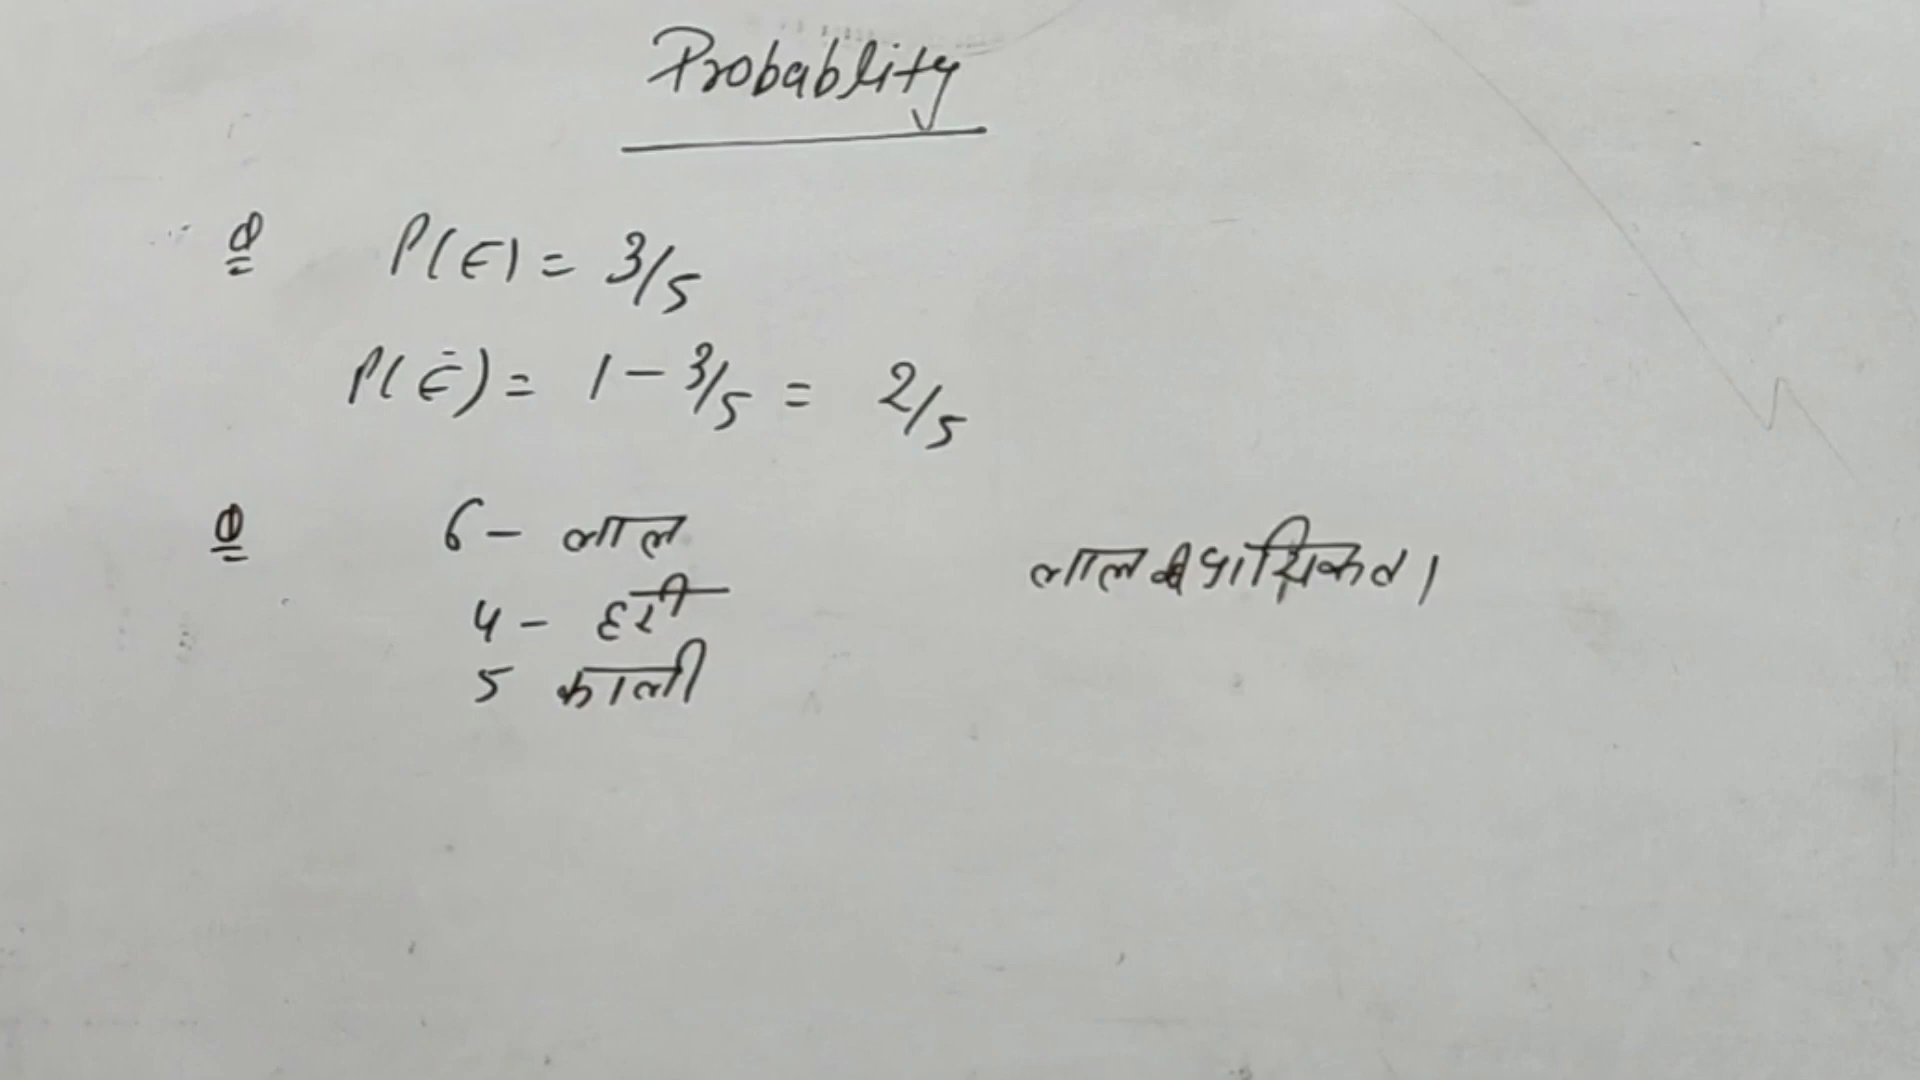 Probablity
Q P(E) = 3/5
P(Ē) = 1 - 3/5 = 2/5
Q 6 - लाल लाल की प्रायिकता
4 - हरी
5 काली